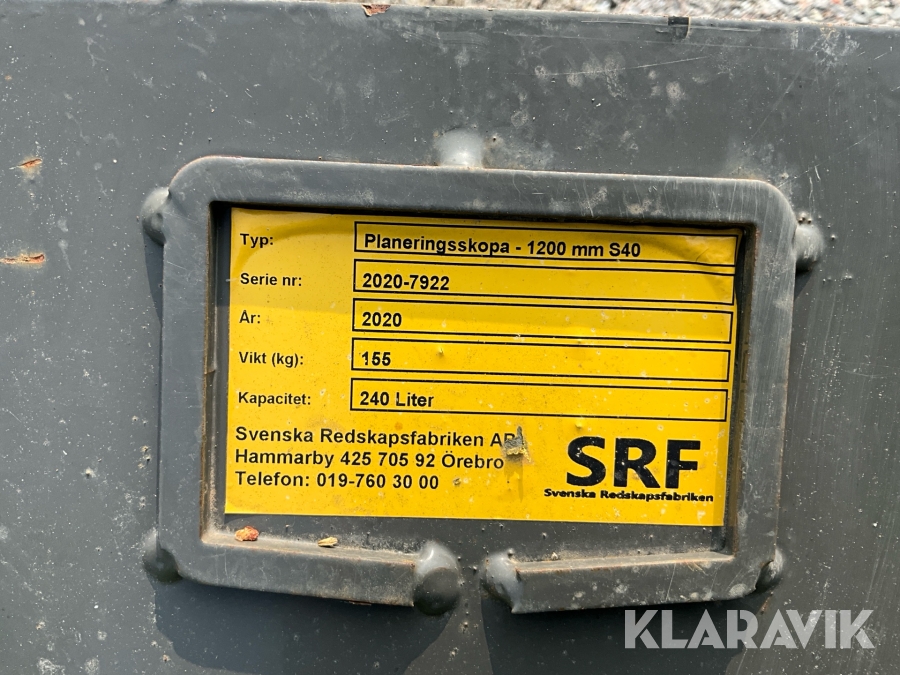 Typ: Planeringsskopa - 1200 mm S40
Serie nr: 2020-7922
År: 2020
Vikt (kg): 155
Kapacitet: 240 Liter
Svenska Redskapsfabriken AB
Hammarby 425 705 92 Örebro
Telefon: 019-760 30 00
SRF
Svenska Redskapsfabriken
KLARAVIK